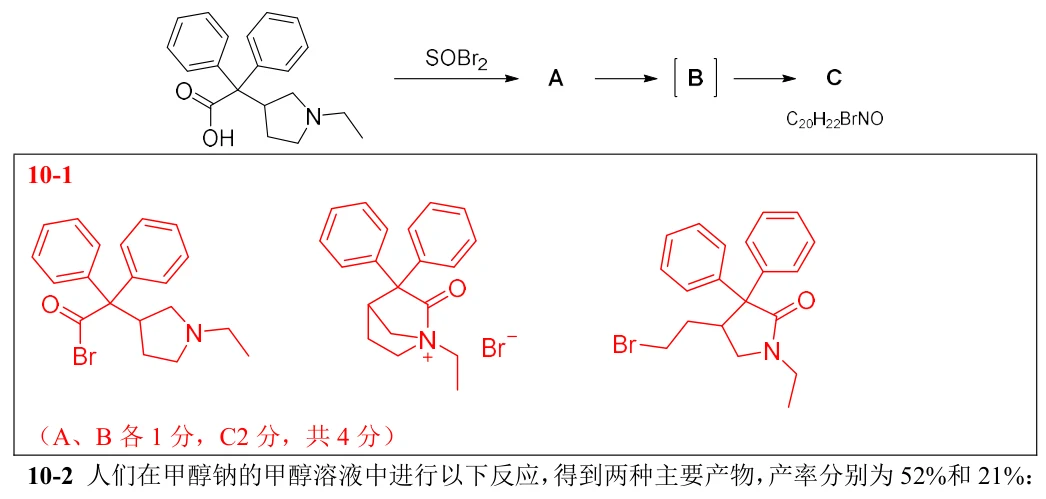 SOBr₂
A
[ B ]
C
C₂₀H₂₂BrNO
O
OH
N
10-1
O
Br
N
O
N
+
Br⁻
Br
O
N
（A、B 各 1 分，C2 分，共 4 分）
10-2 人们在甲醇钠的甲醇溶液中进行以下反应，得到两种主要产物，产率分别为 52%和 21%：